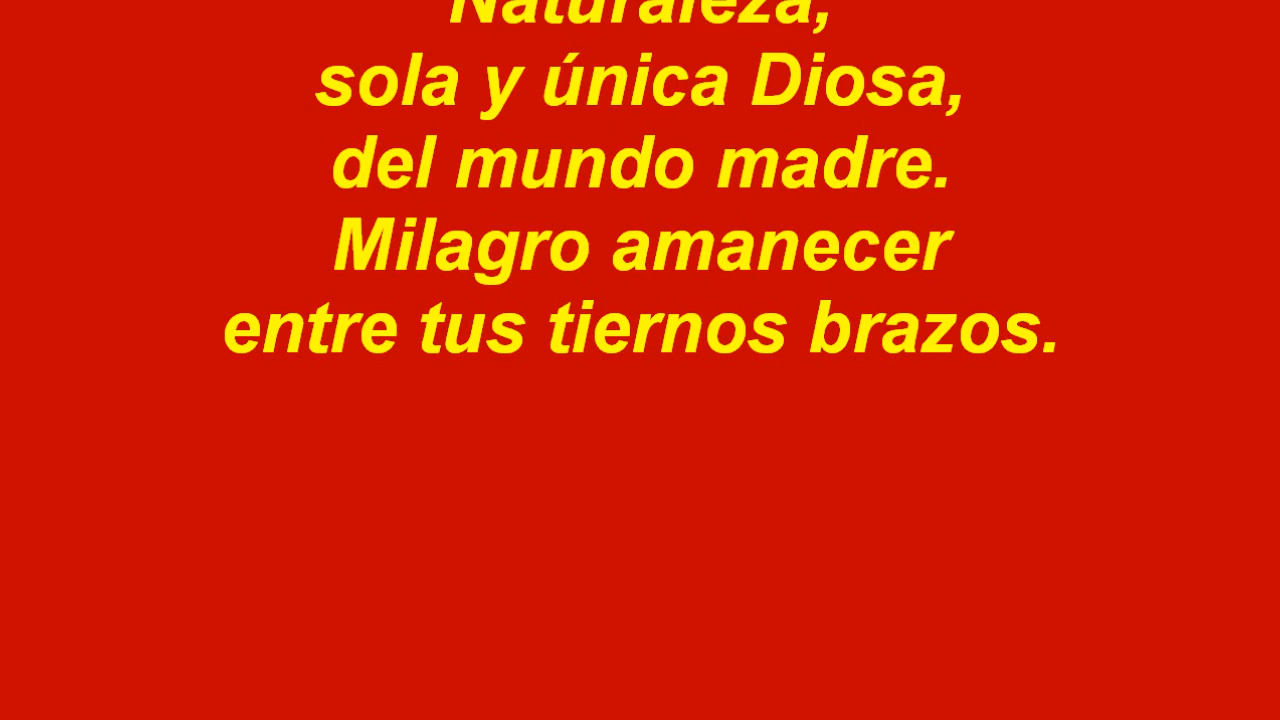 Naturaleza,
sola y única Diosa,
del mundo madre.
Milagro amanecer
entre tus tiernos brazos.